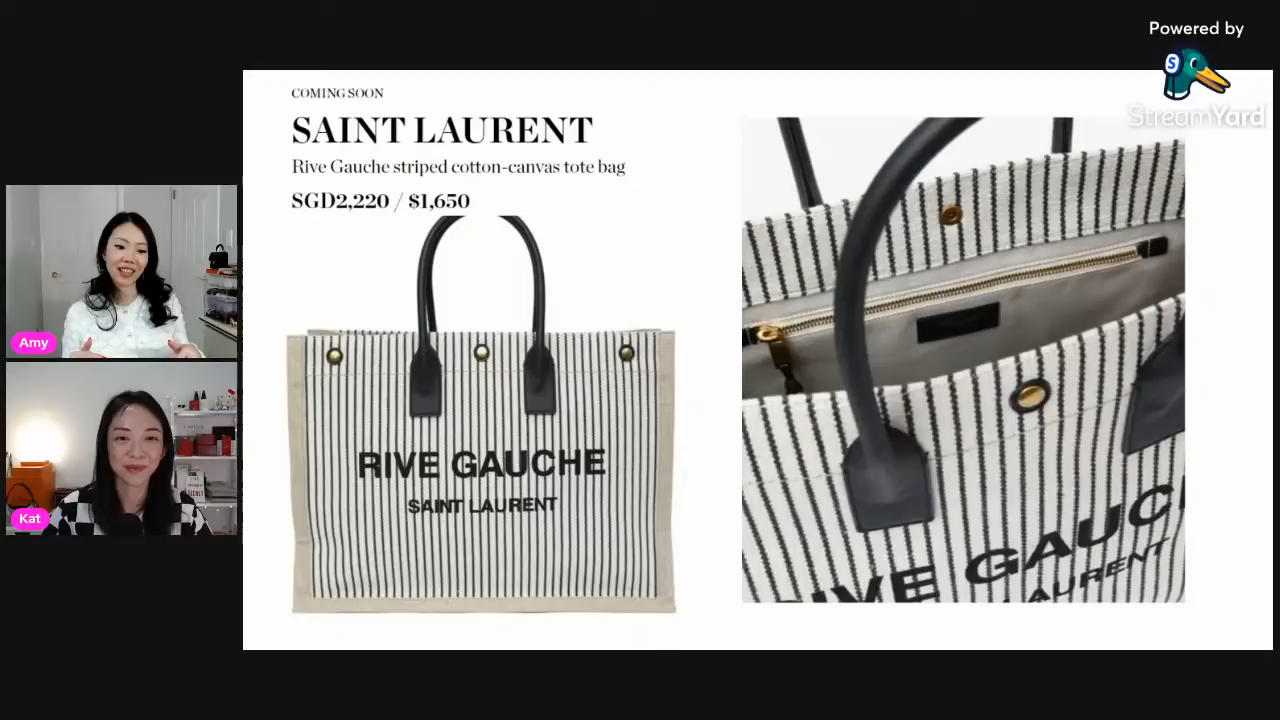 Powered by
StreamYard
COMING SOON
SAINT LAURENT
Rive Gauche striped cotton-canvas tote bag
SGD2,220 / $1,650
RIVE GAUCHE
SAINT LAURENT
Amy
Kat